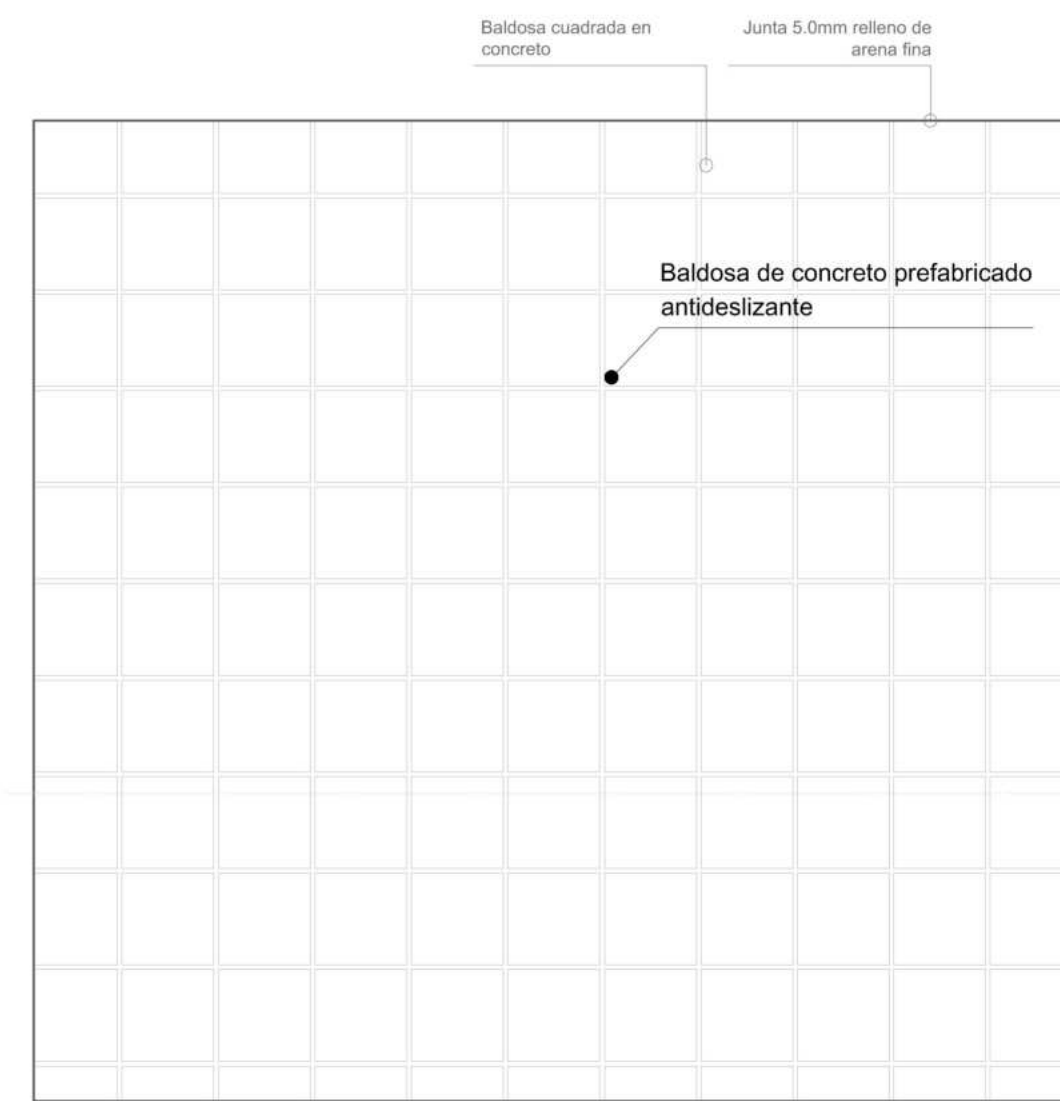 Baldosa cuadrada en
concreto
Junta 5.0mm relleno de
arena fina
Baldosa de concreto prefabricado
antideslizante